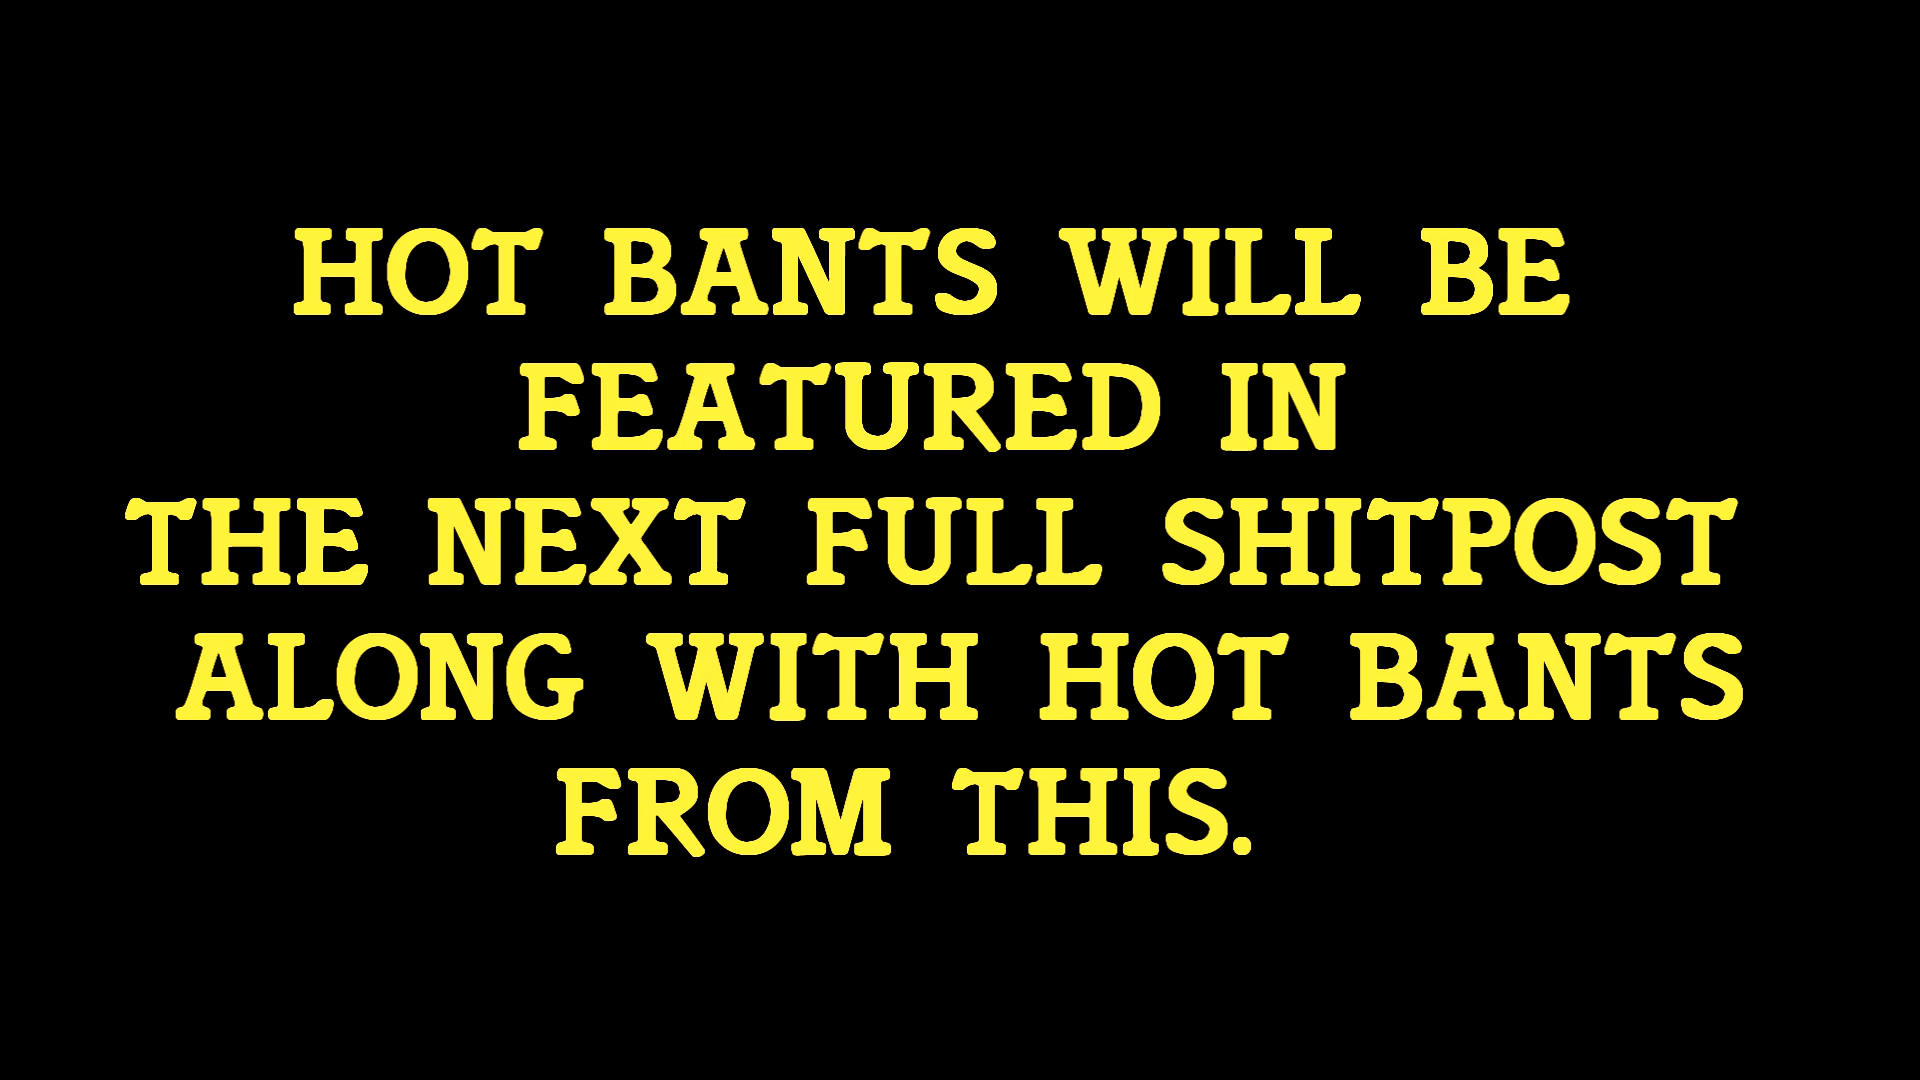 HOT BANTS WILL BE
FEATURED IN
THE NEXT FULL SHITPOST
ALONG WITH HOT BANTS
FROM THIS.